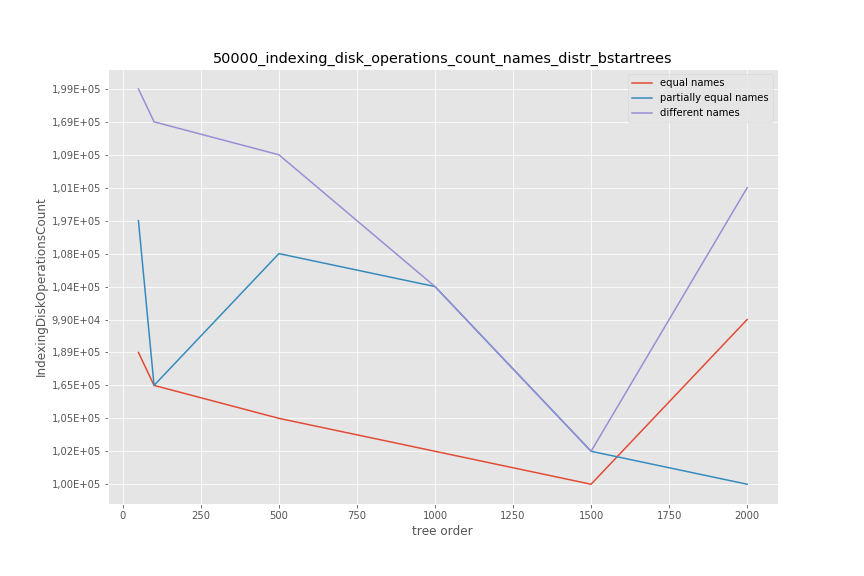 50000_indexing_disk_operations_count_names_distr_bstartrees
equal names
partially equal names
different names
IndexingDiskOperationsCount
1,99E+05
1,69E+05
1,09E+05
1,01E+05
1,97E+05
1,08E+05
1,04E+05
1,90E+04
1,89E+05
1,65E+05
1,05E+05
1,02E+05
1,00E+05
0 250 500 750 1000 1250 1500 1750 2000
tree order